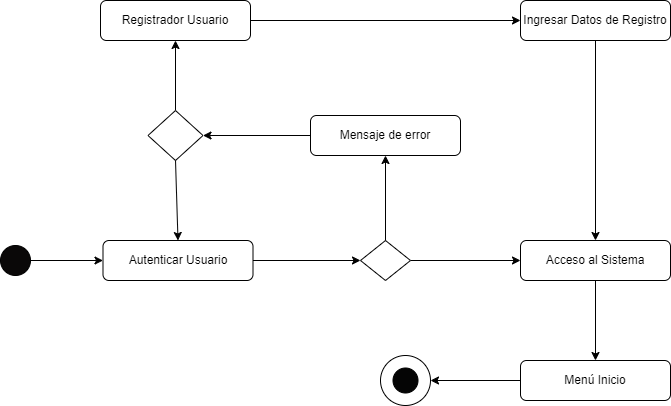 Registrador Usuario
Ingresar Datos de Registro
Mensaje de error
Autenticar Usuario
Acceso al Sistema
Menú Inicio